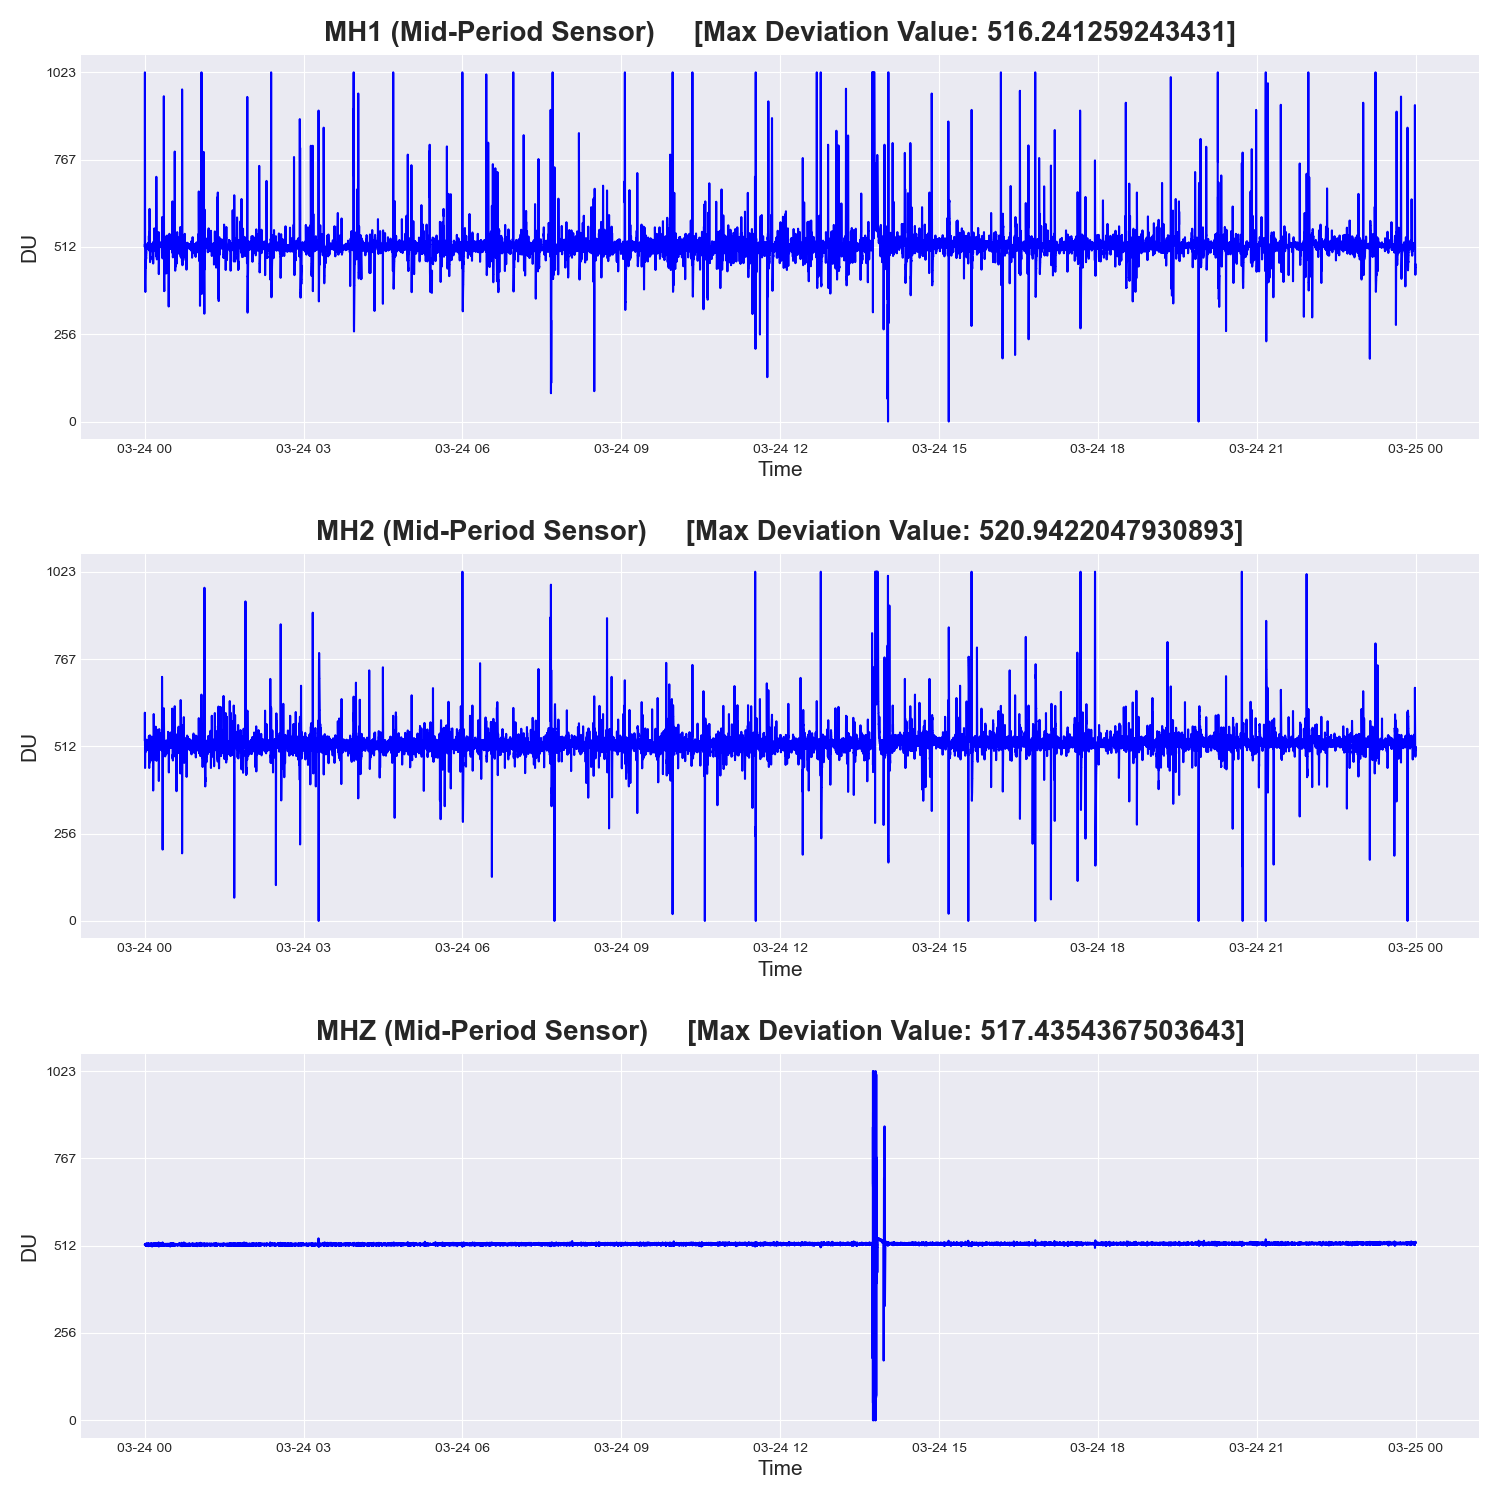 MH1 (Mid-Period Sensor) [Max Deviation Value: 516.241259243431]
1023
767
512
256
0
DU
03-24 00 03-24 03 03-24 06 03-24 09 03-24 12 03-24 15 03-24 18 03-24 21 03-25 00
Time
MH2 (Mid-Period Sensor) [Max Deviation Value: 520.9422047930893]
1023
767
512
256
0
DU
03-24 00 03-24 03 03-24 06 03-24 09 03-24 12 03-24 15 03-24 18 03-24 21 03-25 00
Time
MHZ (Mid-Period Sensor) [Max Deviation Value: 517.4354367503643]
1023
767
512
256
0
DU
03-24 00 03-24 03 03-24 06 03-24 09 03-24 12 03-24 15 03-24 18 03-24 21 03-25 00
Time